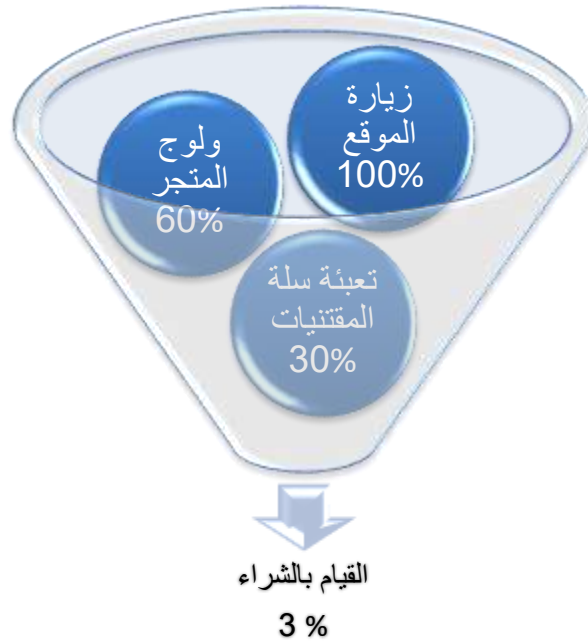 زيارة
الموقع
100%
ولوج
المتجر
60%
تعبئة سلة
المقتنيات
30%
القيام بالشراء
3 %